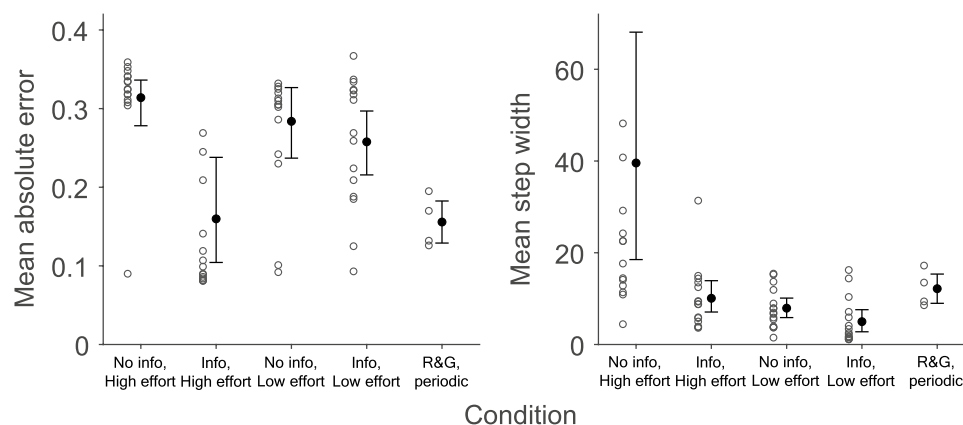 Mean absolute error
0.4
0.3
0.2
0.1
0
No info,
High effort
Info,
High effort
No info,
Low effort
Info,
Low effort
R&G,
periodic
Mean step width
60
40
20
0
No info,
High effort
Info,
High effort
No info,
Low effort
Info,
Low effort
R&G,
periodic
Condition